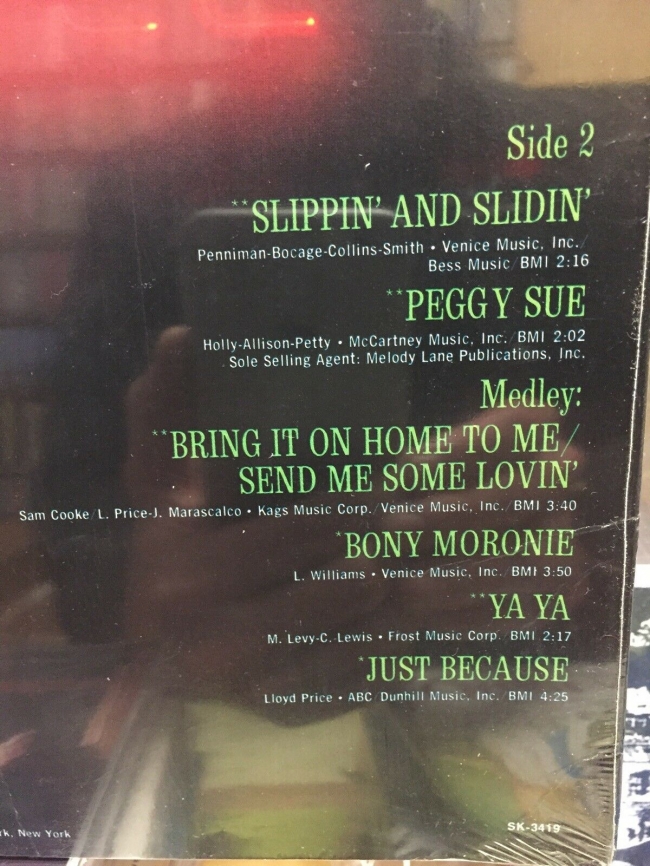 Side 2
**SLIPPIN' AND SLIDIN'
Penniman-Bocage-Collins-Smith • Venice Music, Inc./
Bess Music/BMI 2:16
**PEGGY SUE
Holly-Allison-Petty • McCartney Music, Inc./BMI 2:02
Sole Selling Agent: Melody Lane Publications, Inc.
Medley:
**BRING IT ON HOME TO ME/
SEND ME SOME LOVIN'
Sam Cooke/L. Price-J. Marascalco • Kags Music Corp./Venice Music, Inc./BMI 3:40
*BONY MORONIE
L. Williams • Venice Music, Inc./BMI 3:50
**YA YA
M. Levy-C. Lewis • Frost Music Corp./BMI 2:17
*JUST BECAUSE
Lloyd Price • ABC/Dunhill Music, Inc./BMI 4:25
New York
SK-3419